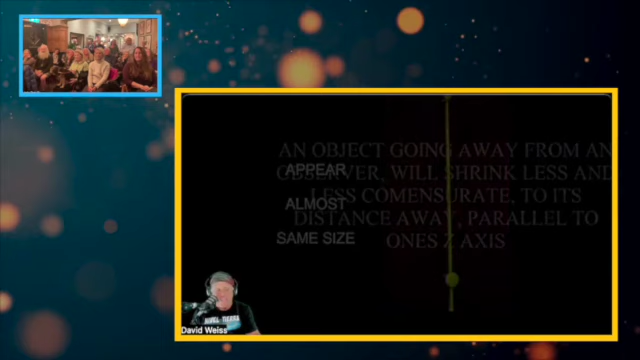 AN OBJECT GOING AWAY FROM AN
OBSERVER, WILL SHRINK LESS AND
LESS COMENSURATE, TO ITS
DISTANCE AWAY, PARALLEL TO
ONES Z AXIS
APPEAR
ALMOST
SAME SIZE
David Weiss